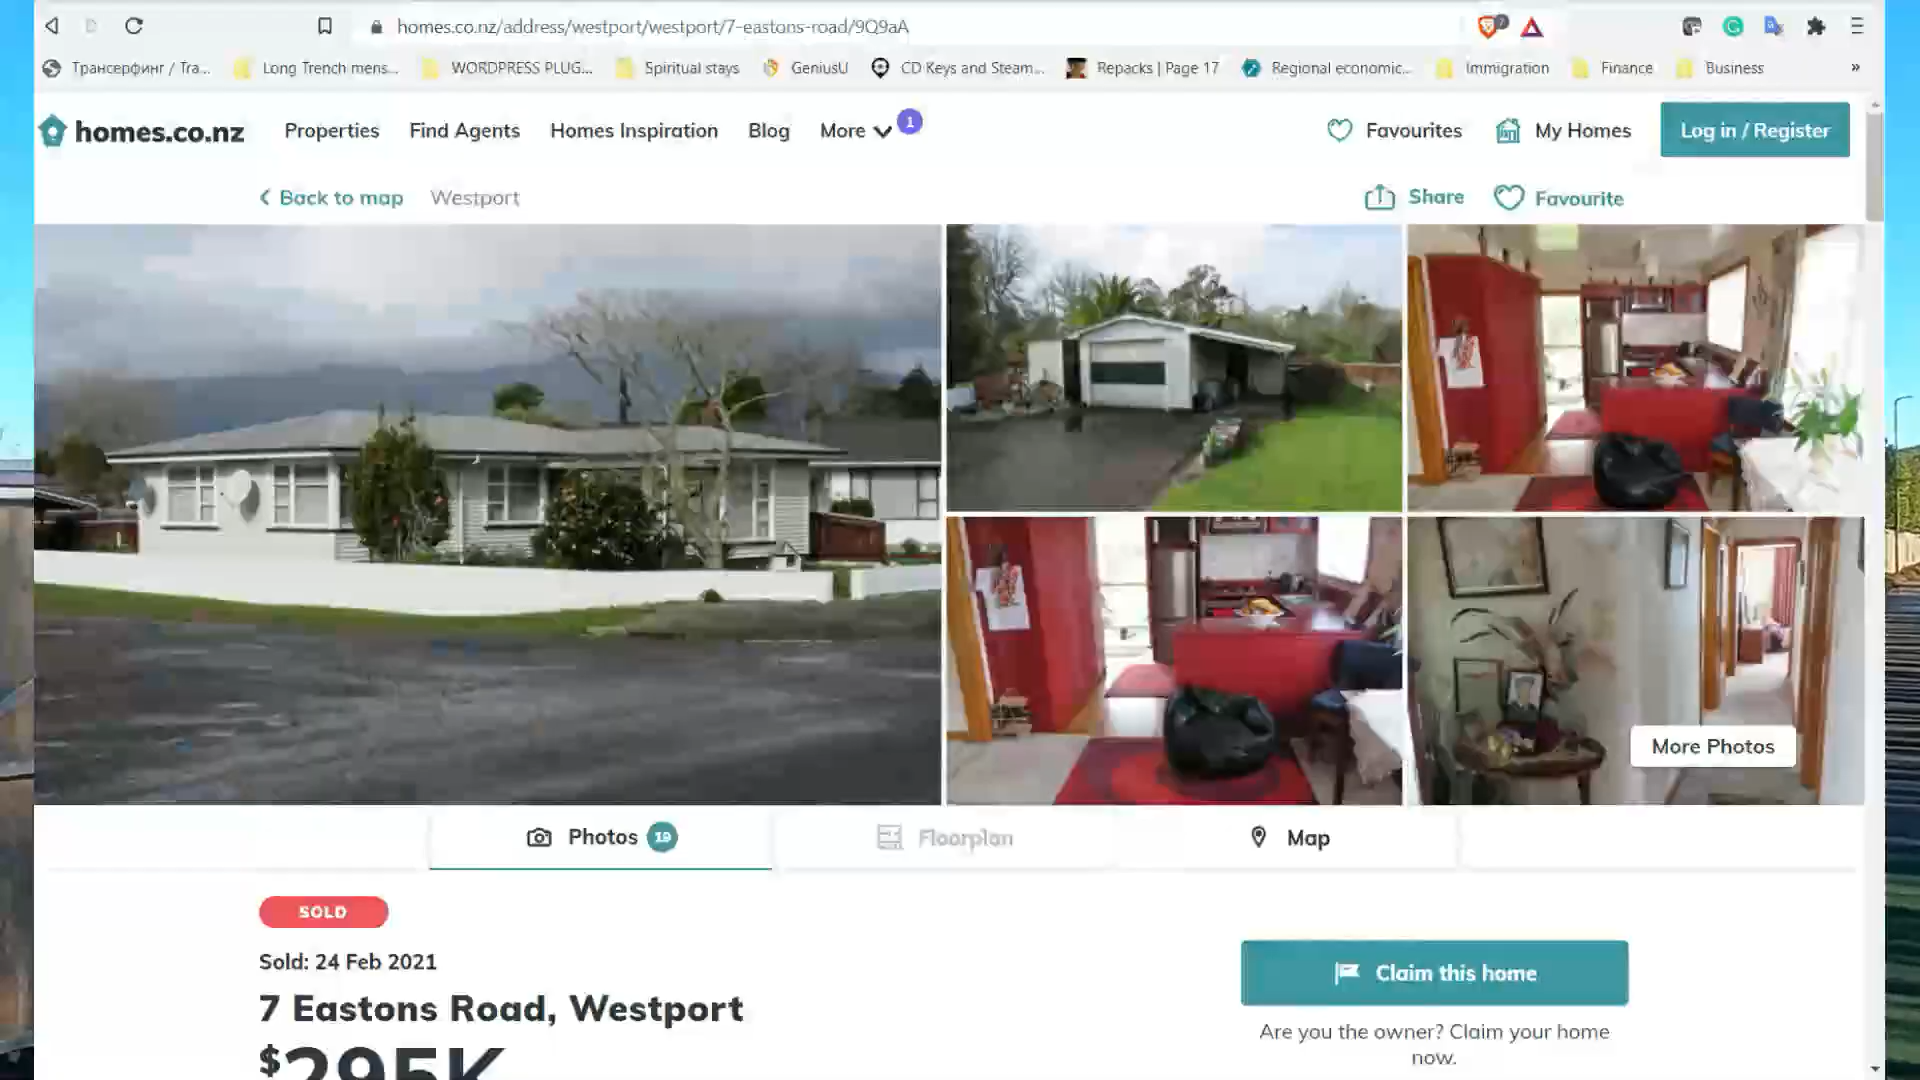 homes.co.nz/address/westport/westport/7-eastons-road/9Q9aA
7
Трансерфинг / Tra...
Long Trench mens...
WORDPRESS PLUG...
Spiritual stays
GeniusU
CD Keys and Steam...
Repacks | Page 17
Regional economic...
Immigration
Finance
Business
»
homes.co.nz
Properties
Find Agents
Homes Inspiration
Blog
More
1
Favourites
My Homes
Log in / Register
Back to map
Westport
Share
Favourite
More Photos
Photos 19
Floorplan
Map
SOLD
Sold: 24 Feb 2021
7 Eastons Road, Westport
$295K
Claim this home
Are you the owner? Claim your home
now.